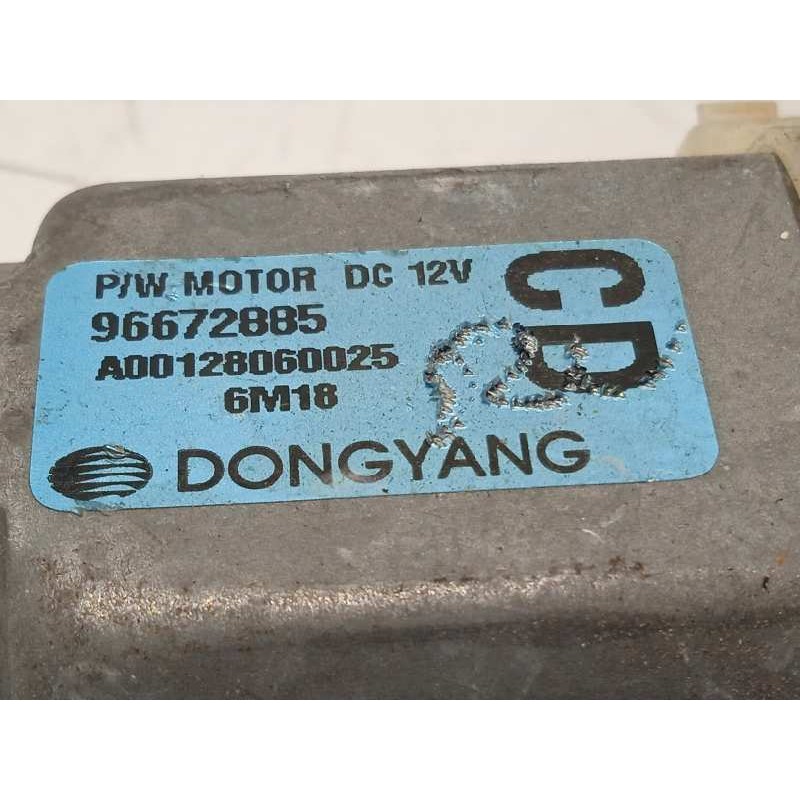 P/W MOTOR DC 12V
96672885
A00128060025
6M18
DONGYANG
CD